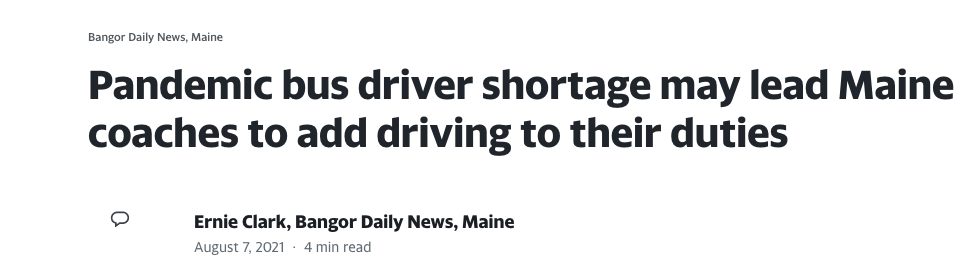 Bangor Daily News, Maine
Pandemic bus driver shortage may lead Maine
coaches to add driving to their duties
Ernie Clark, Bangor Daily News, Maine
August 7, 2021 · 4 min read